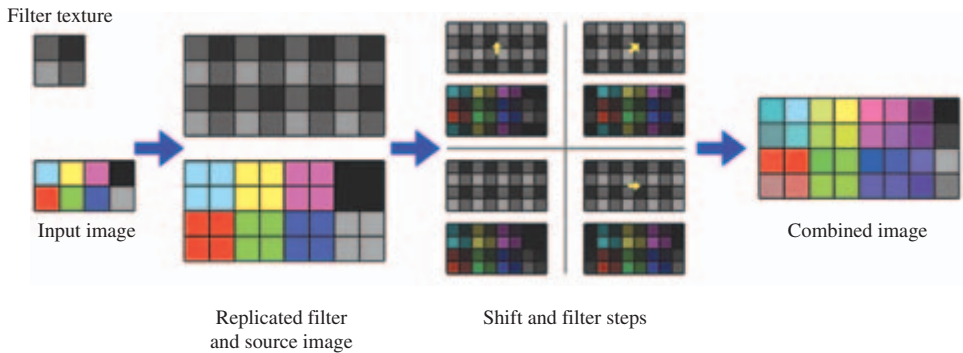 Filter texture
Input image
Replicated filter
and source image
Shift and filter steps
Combined image